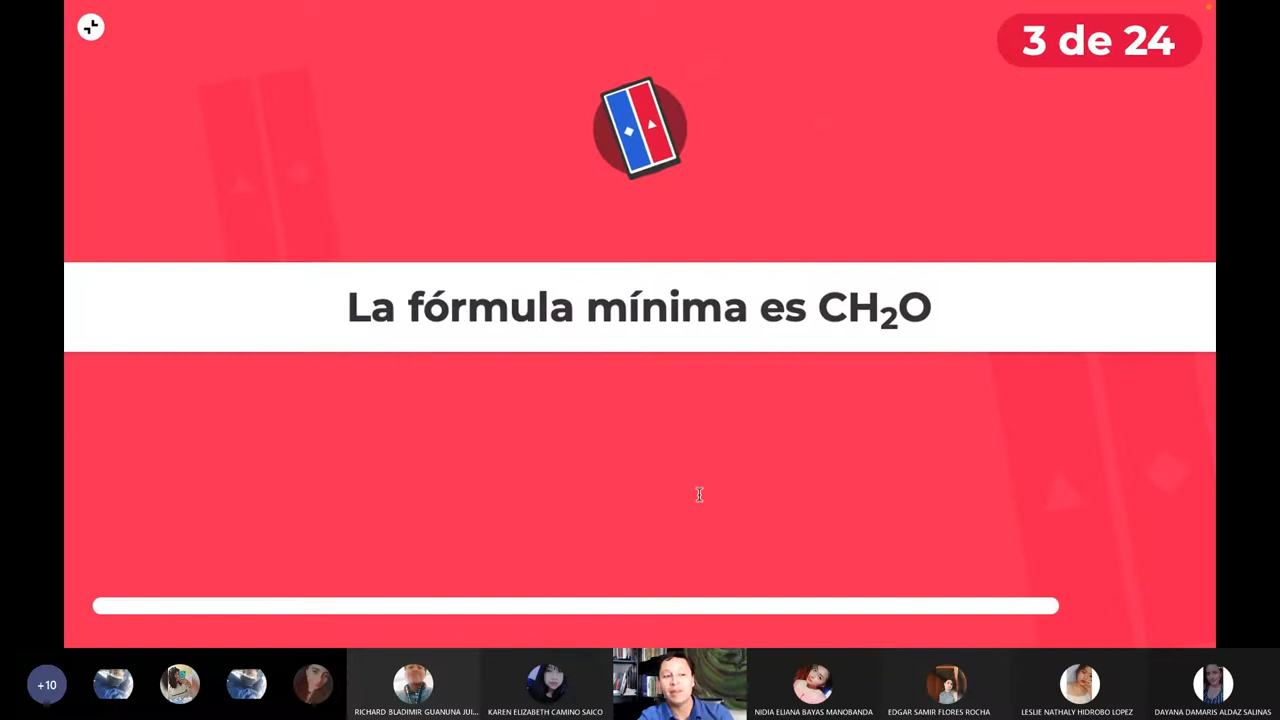 3 de 24
La fórmula mínima es CH₂O
+10
RICHARD BLADIMIR GUANUNA JUI...
KAREN ELIZABETH CAMINO SAICO
NIDIA ELIANA BAYAS MANOBANDA
EDGAR SAMIR FLORES ROCHA
LESLIE NATHALY HIDROBO LOPEZ
DAYANA DAMARIS ALDAZ SALINAS